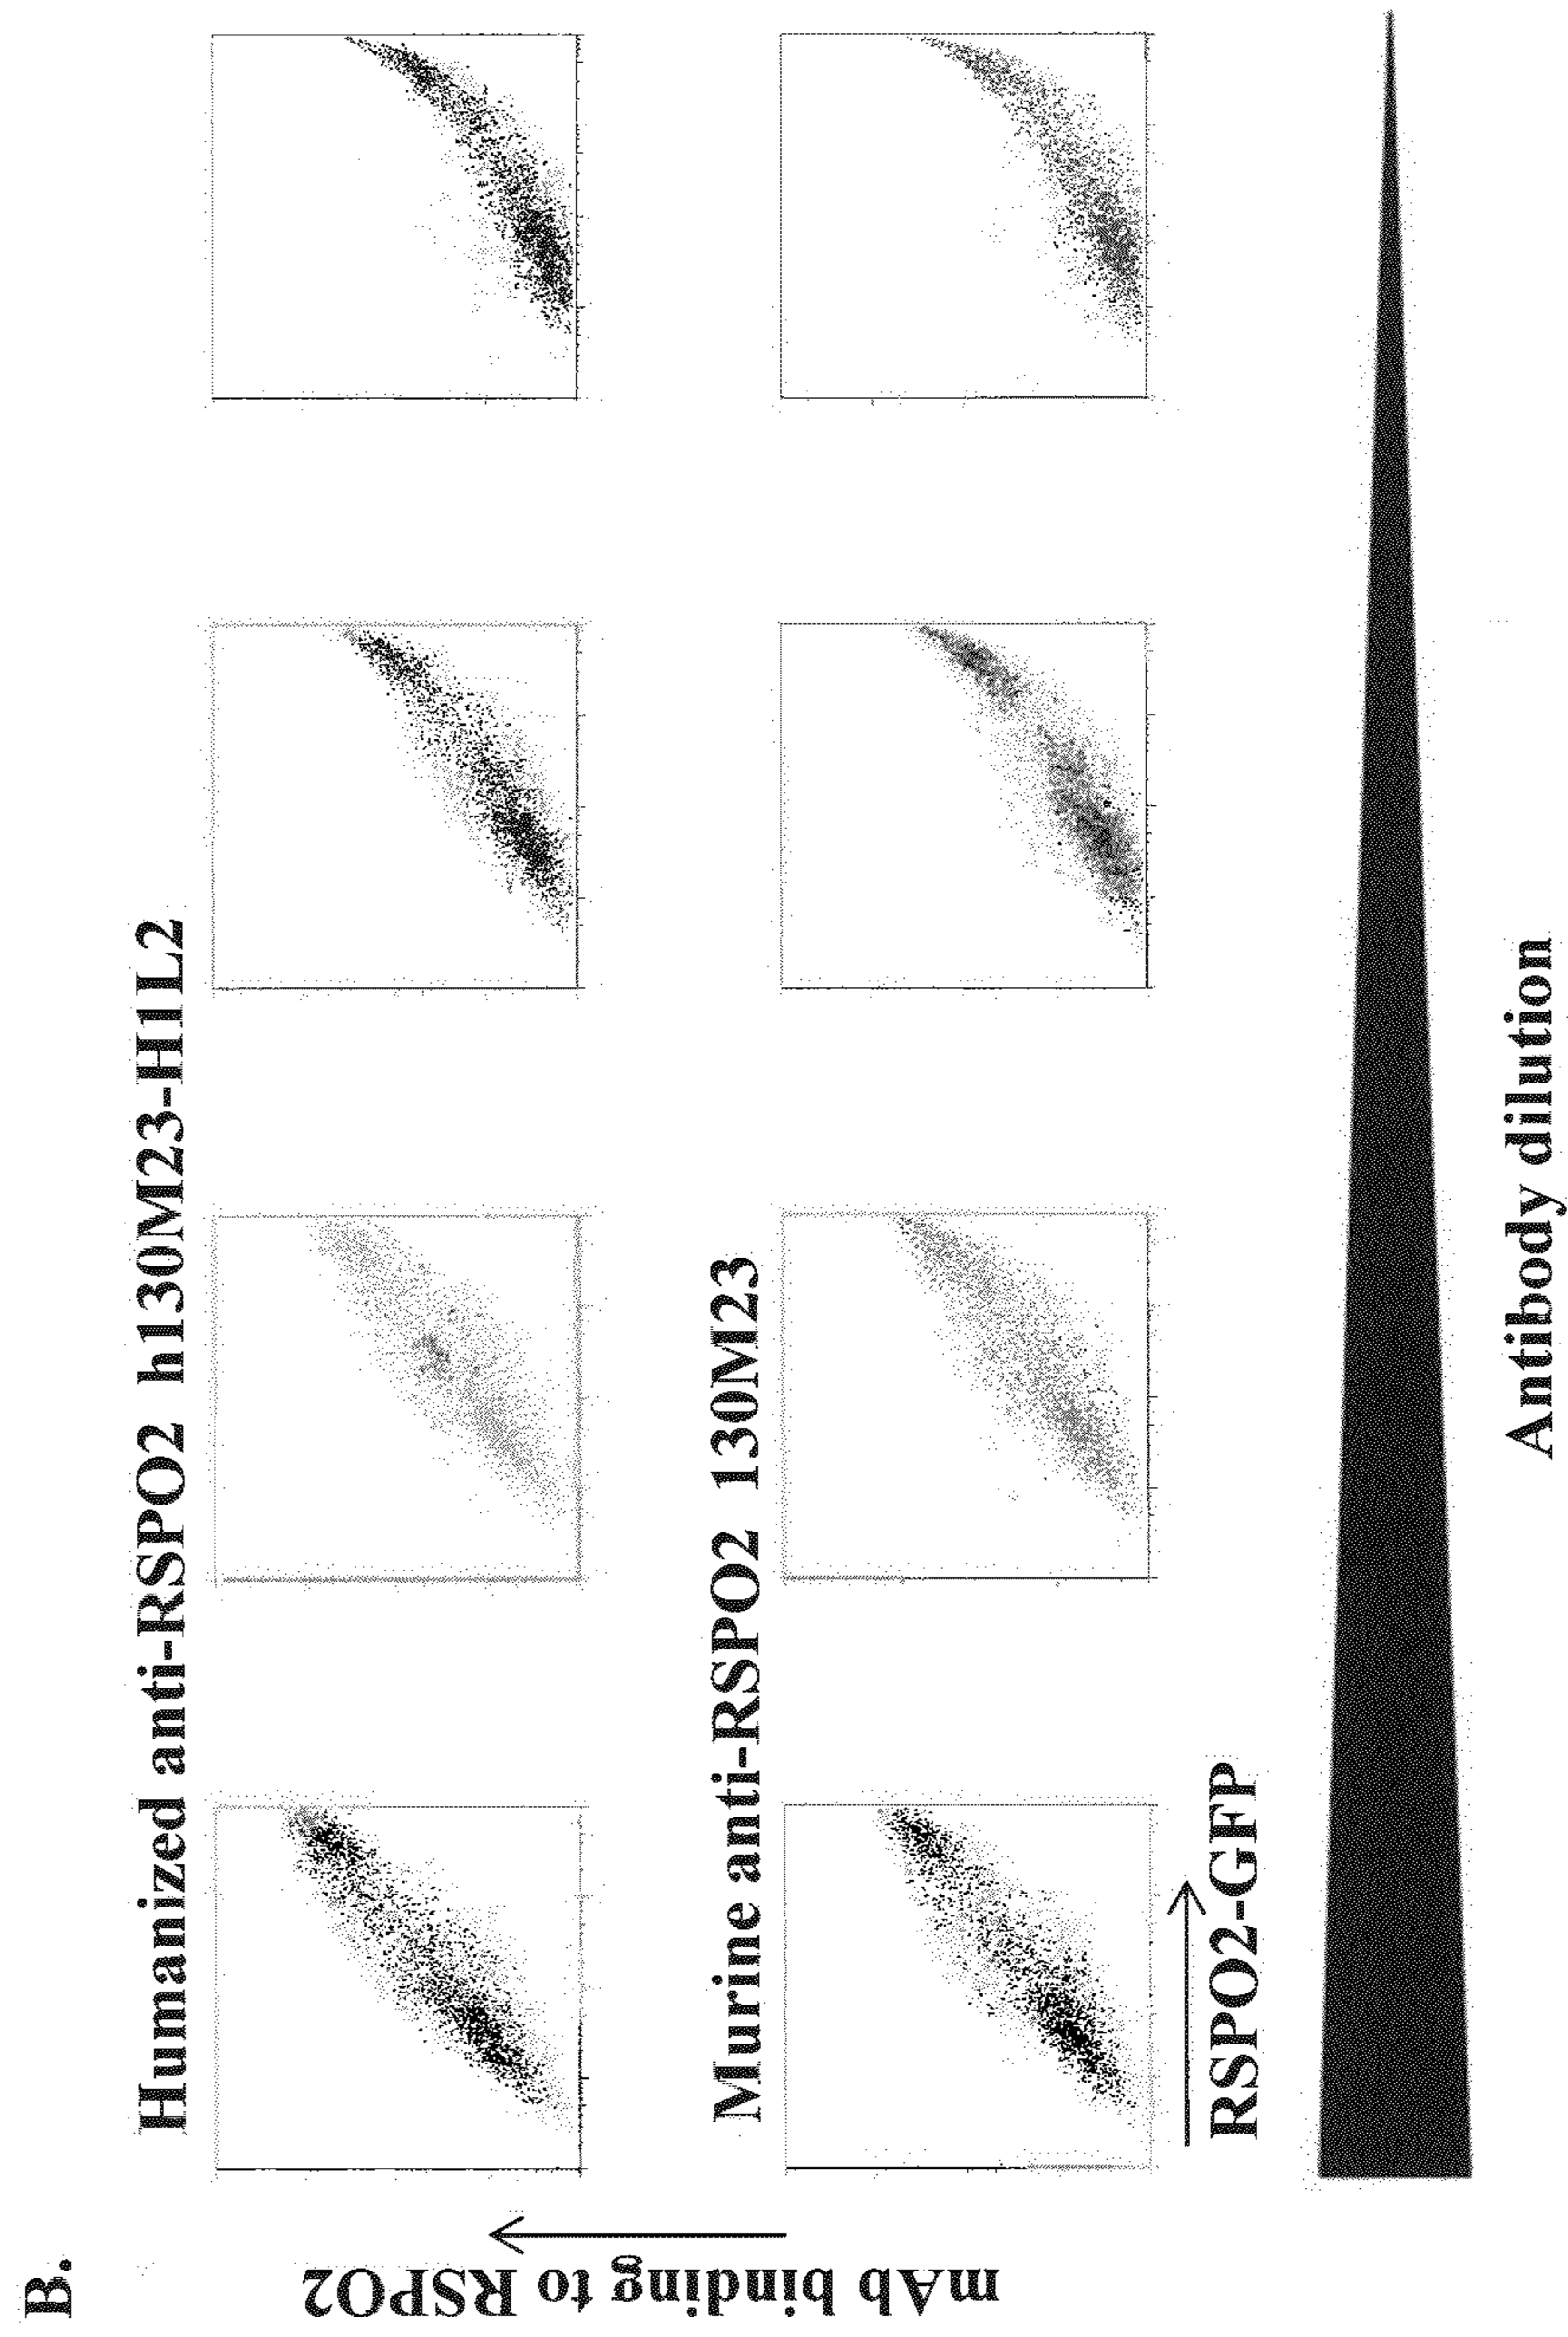 B.
Humanized anti-RSPO2 h130M23-H1L2
mAb binding to RSPO2
Murine anti-RSPO2 130M23
RSPO2-GFP
Antibody dilution